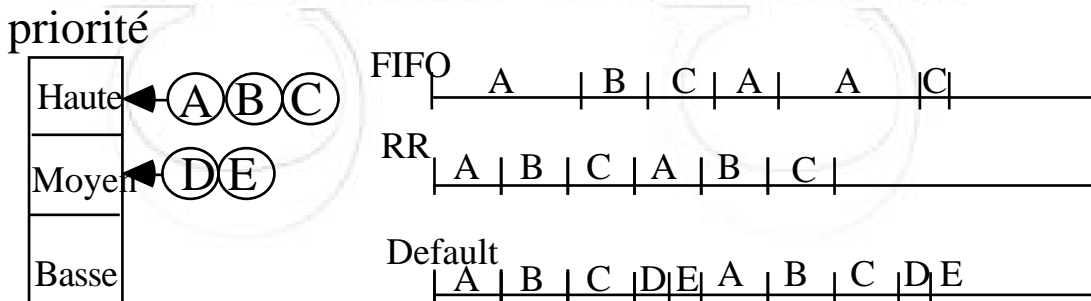 priorité
Haute A B C
Moyen D E
Basse
FIFO
A B C A A C
RR
A B C A B C
Default
A B C D E A B C D E